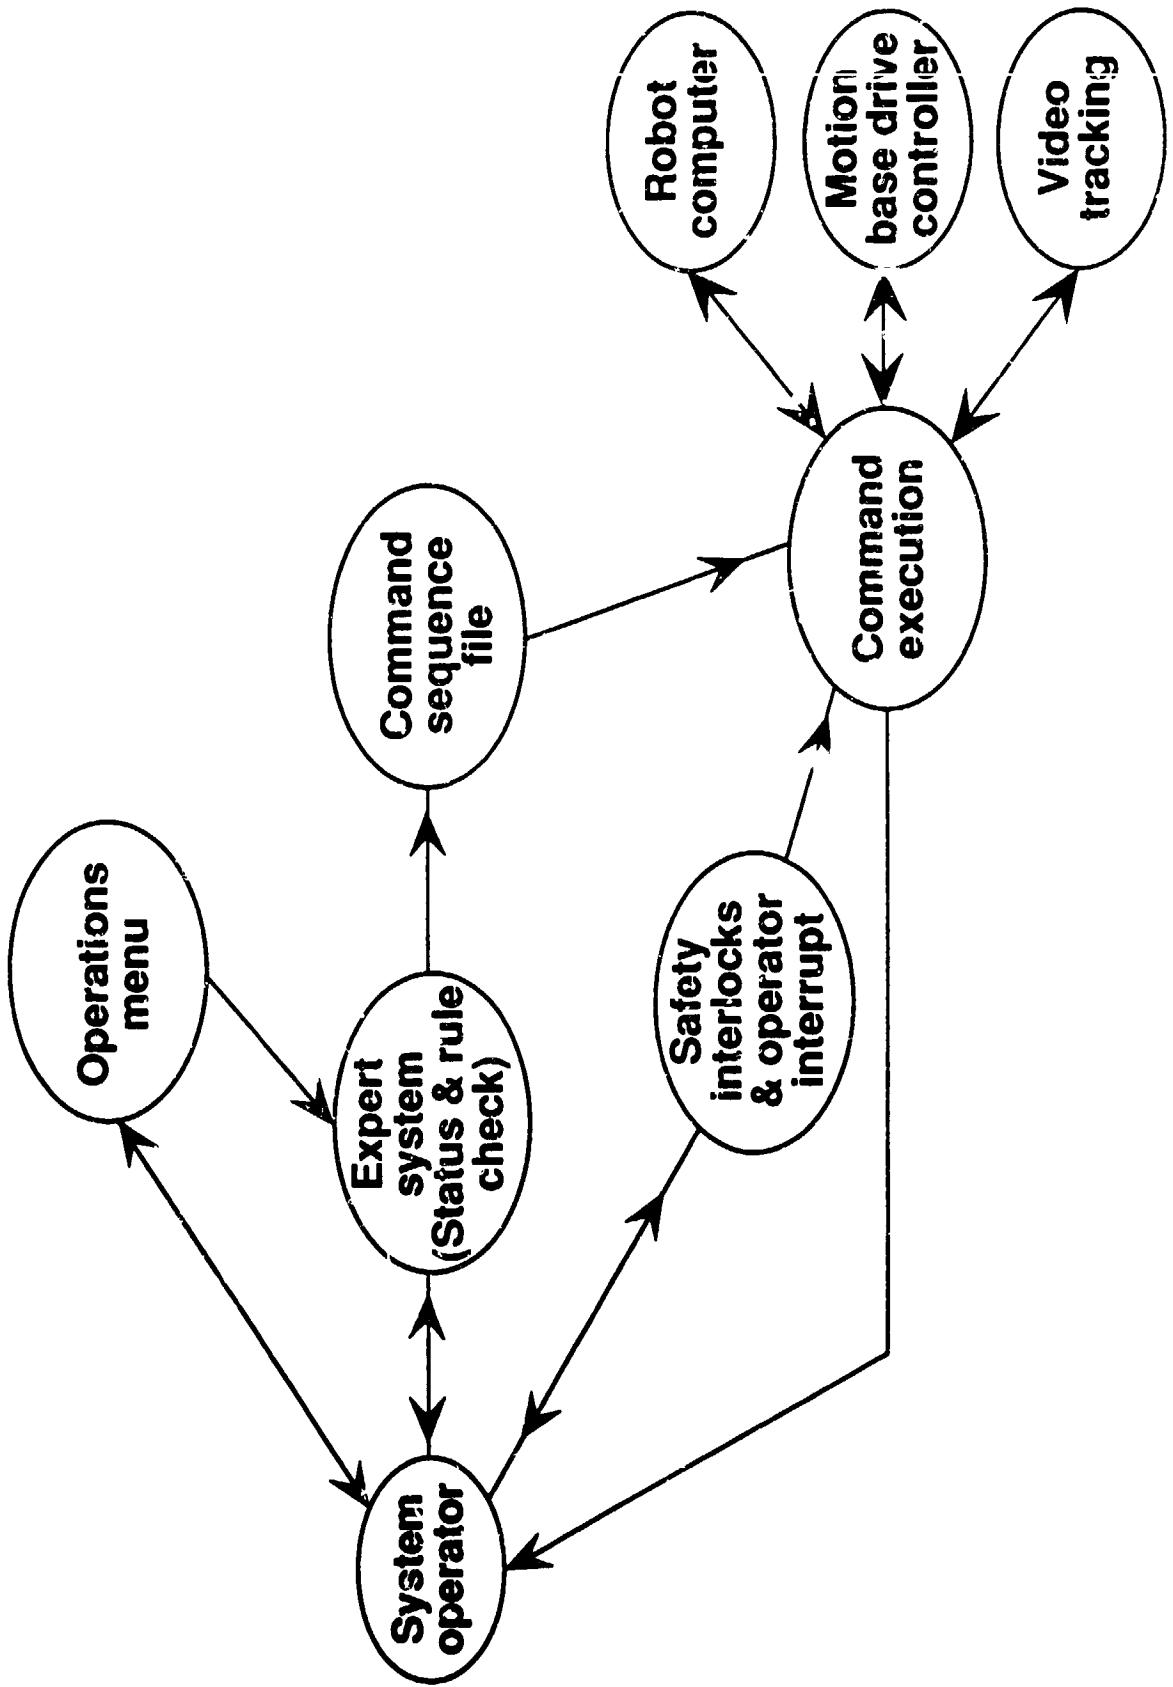 Operations
menu
System
operator
Expert
system
(Status & rule
check)
Command
sequence
file
Safety
interlocks
& operator
interrupt
Command
execution
Robot
computer
Motion
base drive
controller
Video
tracking